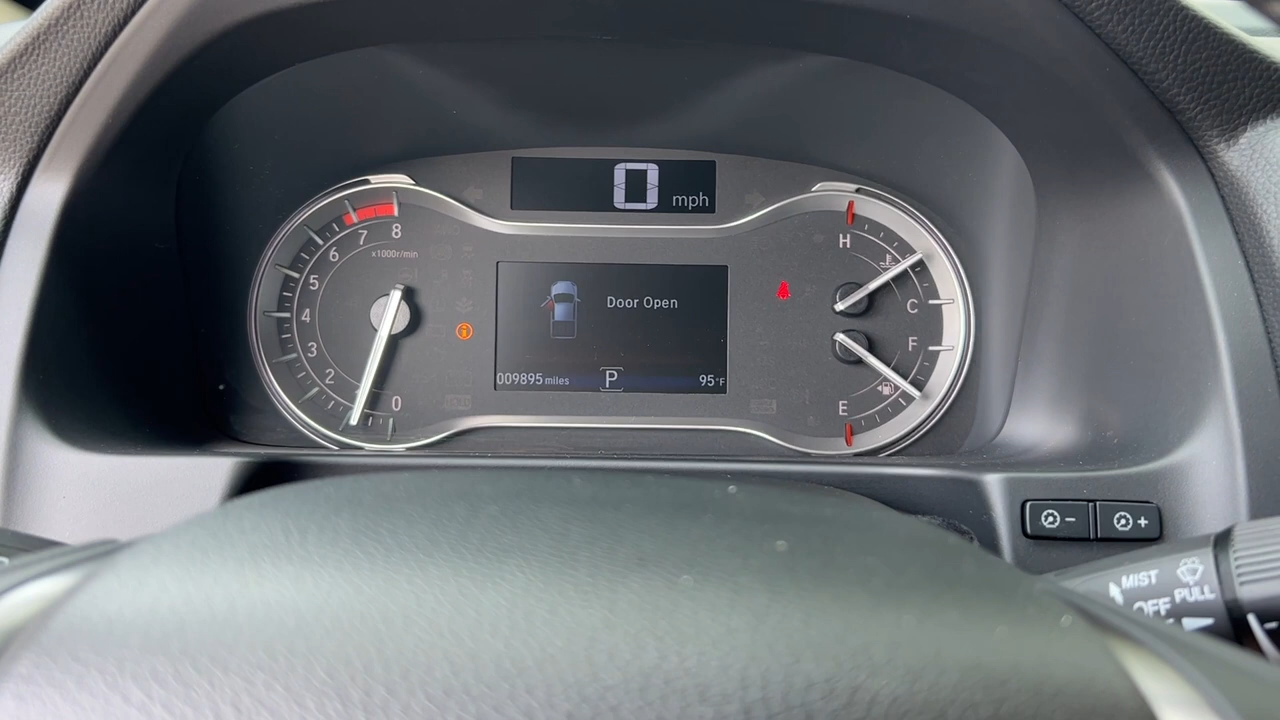 0 mph
8
7
6
5
4
3
2
0
x1000r/min
Door Open
009895 miles
P
95°F
H
C
F
E
−
+
MIST
OFF
PULL